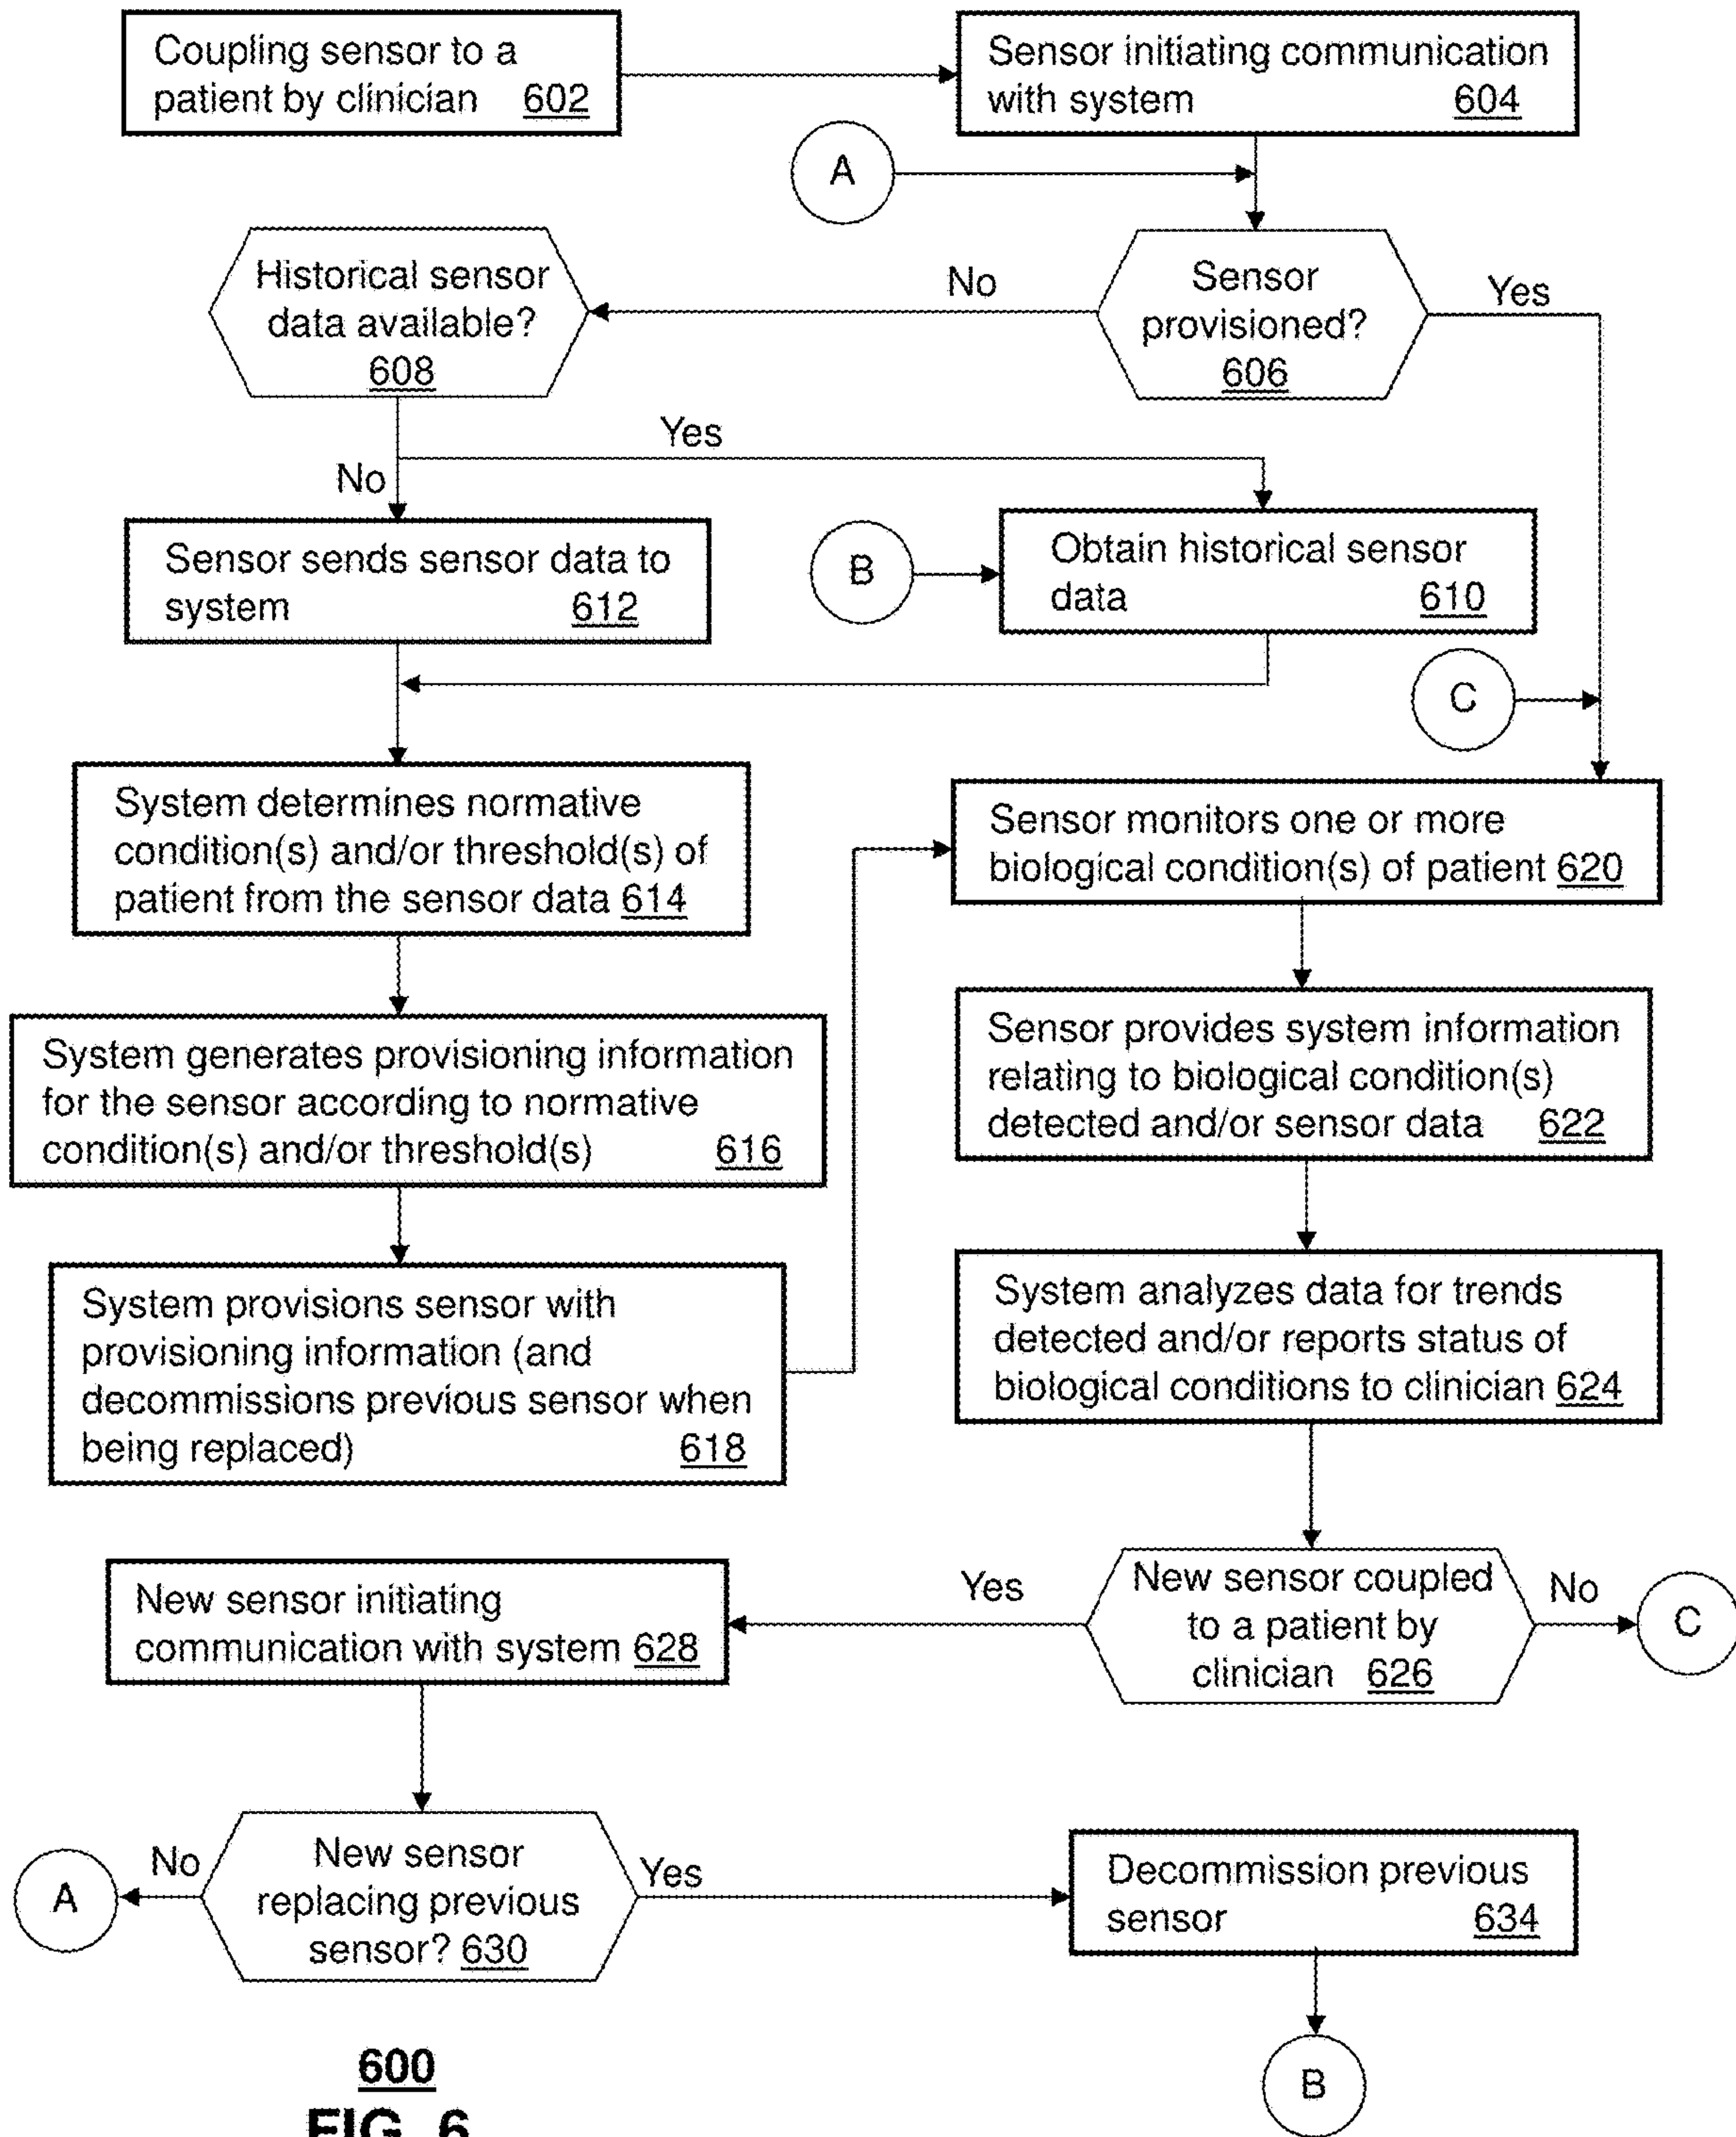 Coupling sensor to a
patient by clinician 602
Sensor initiating communication
with system 604
A
Historical sensor
data available?
608
No
Sensor
provisioned?
606
Yes
Yes
No
Sensor sends sensor data to
system 612
B
Obtain historical sensor
data 610
C
System determines normative
condition(s) and/or threshold(s) of
patient from the sensor data 614
Sensor monitors one or more
biological condition(s) of patient 620
System generates provisioning information
for the sensor according to normative
condition(s) and/or threshold(s) 616
Sensor provides system information
relating to biological condition(s)
detected and/or sensor data 622
System provisions sensor with
provisioning information (and
decommissions previous sensor when
being replaced) 618
System analyzes data for trends
detected and/or reports status of
biological conditions to clinician 624
New sensor initiating
communication with system 628
Yes
New sensor coupled
to a patient by
clinician 626
No
C
A
No
New sensor
replacing previous
sensor? 630
Yes
Decommission previous
sensor 634
B
600
FIG. 6